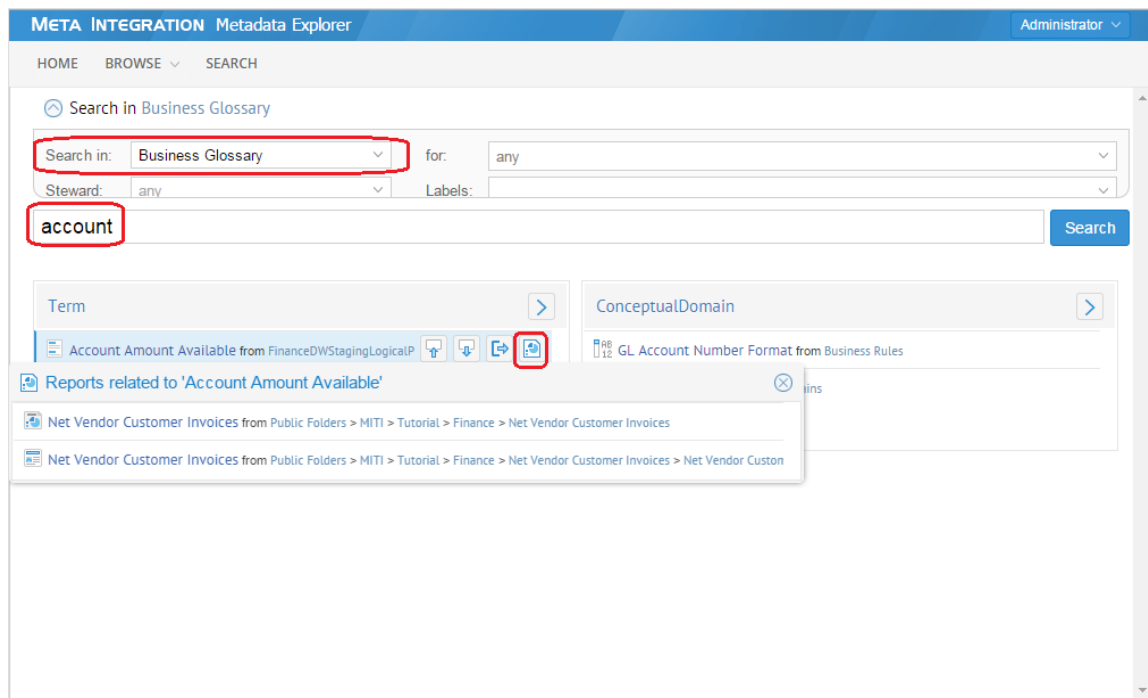 META INTEGRATION Metadata Explorer Administrator
HOME BROWSE SEARCH
Search in Business Glossary
Search in: Business Glossary for: any
Steward: any Labels:
account Search
Term
Account Amount Available from FinanceDWStagingLogicalP
ConceptualDomain
AB 12 GL Account Number Format from Business Rules
ains
Reports related to 'Account Amount Available'
Net Vendor Customer Invoices from Public Folders > MITI > Tutorial > Finance > Net Vendor Customer Invoices
Net Vendor Customer Invoices from Public Folders > MITI > Tutorial > Finance > Net Vendor Customer Invoices > Net Vendor Custon